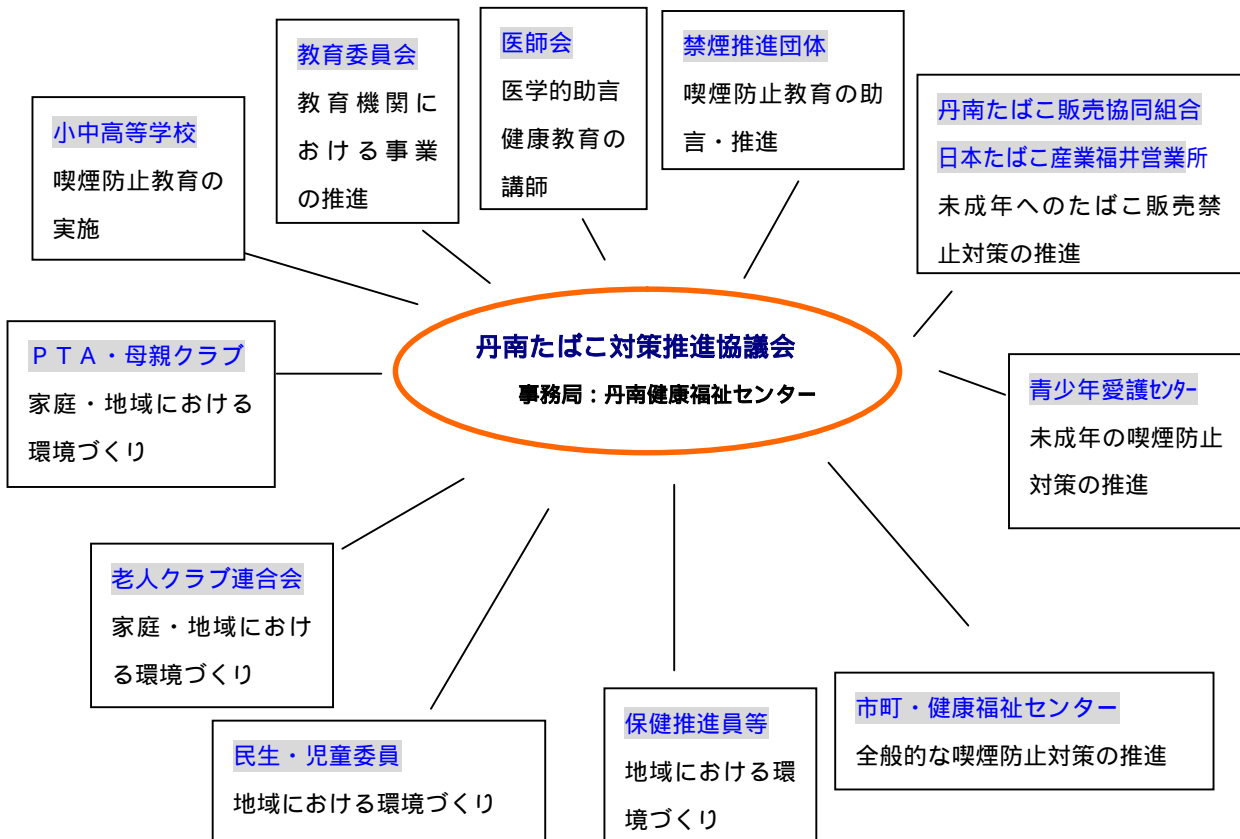 小中高等学校
喫煙防止教育の
実施
教育委員会
教育機関に
おける事業
の推進
医師会
医学的助言
健康教育の
講師
禁煙推進団体
喫煙防止教育の助
言・推進
丹南たばこ販売協同組合
日本たばこ産業福井営業所
未成年へのたばこ販売禁
止対策の推進
丹南たばこ対策推進協議会
事務局：丹南健康福祉センター
ＰＴＡ・母親クラブ
家庭・地域における
環境づくり
青少年愛護ｾﾝﾀｰ
未成年の喫煙防止
対策の推進
老人クラブ連合会
家庭・地域におけ
る環境づくり
民生・児童委員
地域における環境づくり
保健推進員等
地域における環
境づくり
市町・健康福祉センター
全般的な喫煙防止対策の推進